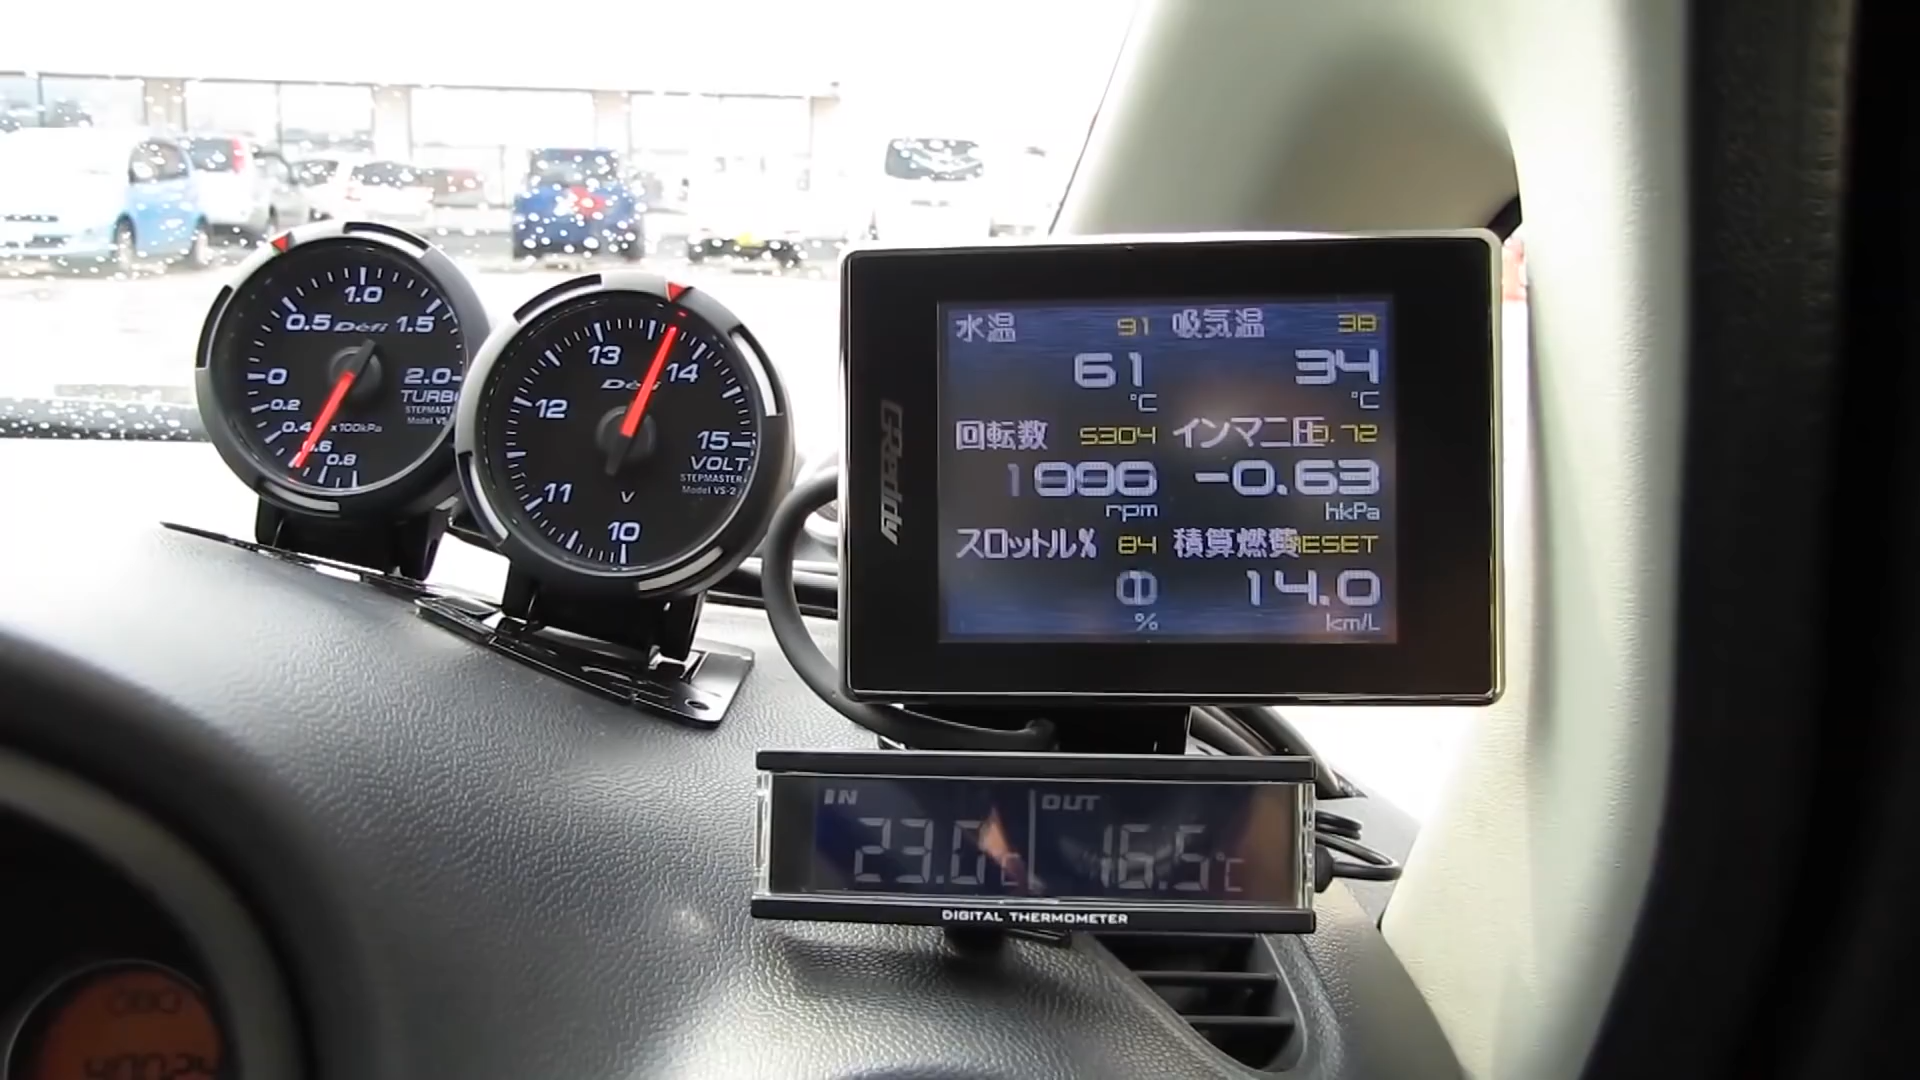 1.0
0.5 Defi 1.5
0 2.0
TURBO
0.2
STEPMASTER
0.4 x100kPa
Model VS
0.6
0.8
13 14
Defi
12
15
VOLT
STEPMASTER
11 V
Model VS-2
10
GReddy
水温 91 吸気温 38
61 34
℃ ℃
回転数 5304 インマニ圧 0.72
-0.63
rpm hkPa
スロットル% 84 積算燃費 RESET
14.0
% km/L
IN OUT
23.0℃ 16.5℃
DIGITAL THERMOMETER